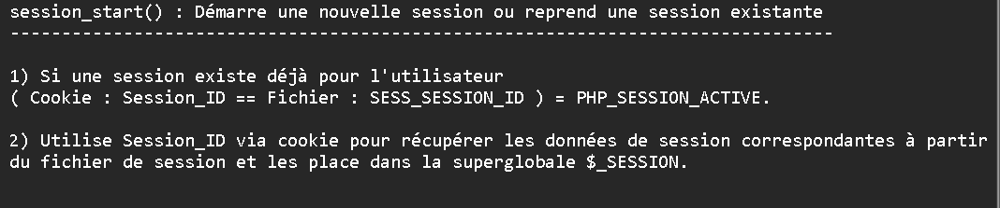 session_start() : Démarre une nouvelle session ou reprend une session existante
--------------------------------------------------------------------------------
1) Si une session existe déjà pour l'utilisateur
( Cookie : Session_ID == Fichier : SESS_SESSION_ID ) = PHP_SESSION_ACTIVE.
2) Utilise Session_ID via cookie pour récupérer les données de session correspondantes à partir
du fichier de session et les place dans la superglobale $_SESSION.